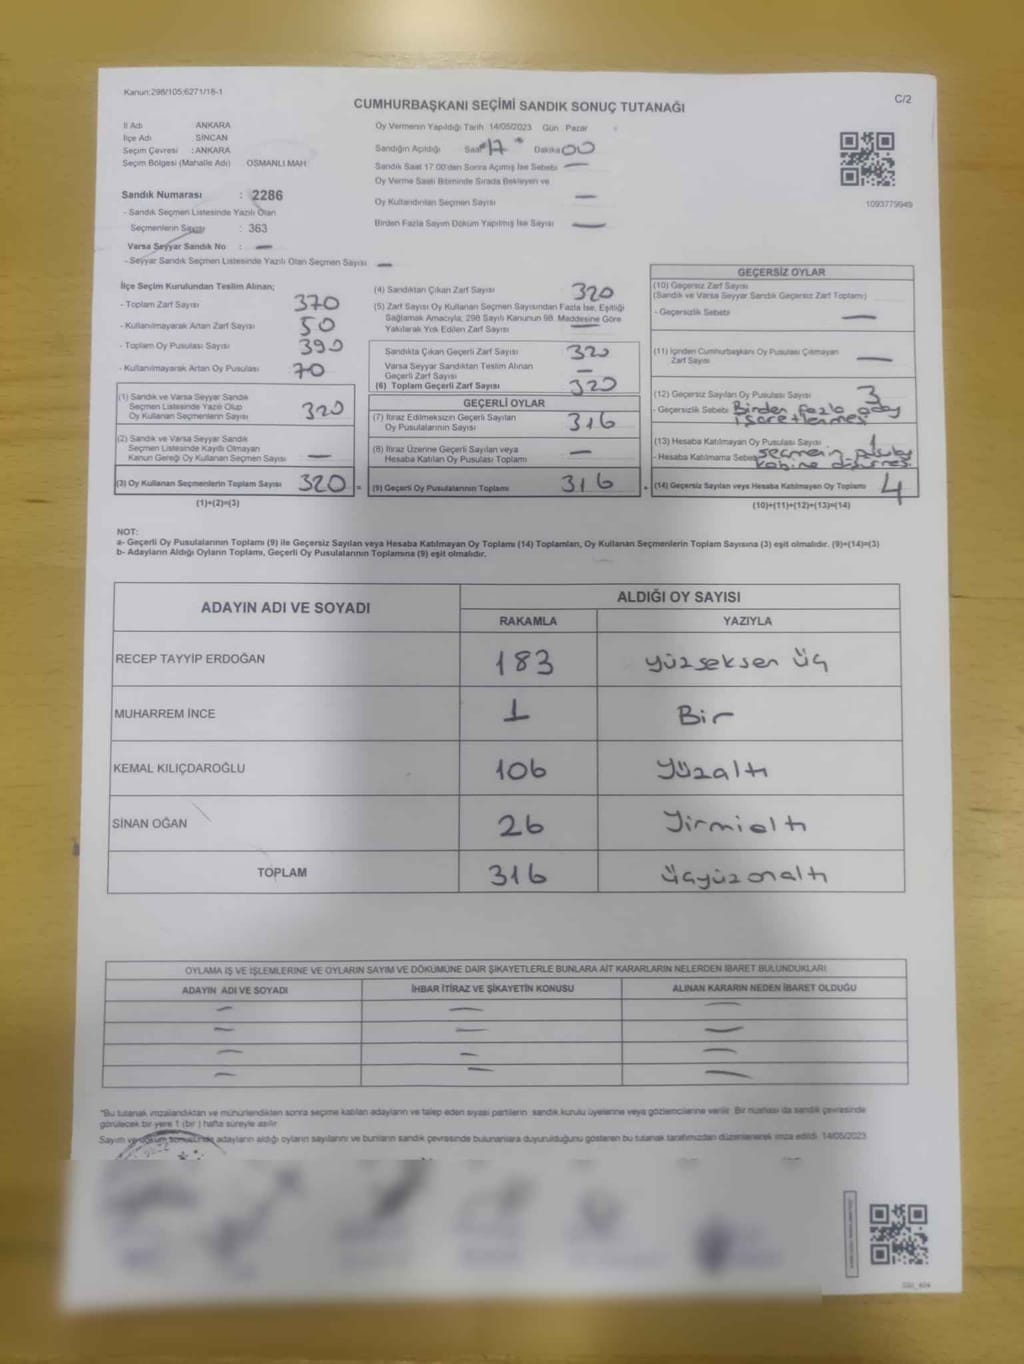 Kanun:298/105;6271/18-1
C/2
CUMHURBAŞKANI SEÇİMİ SANDIK SONUÇ TUTANAĞI
İl Adı ANKARA
İlçe Adı SİNCAN
Seçim Çevresi : ANKARA
Seçim Bölgesi (Mahalle Adı) OSMANLI MAH
Sandık Numarası : 2286
- Sandık Seçmen Listesinde Yazılı Olan
Seçmenlerin Sayısı : 363
Varsa Seyyar Sandık No : —
- Seyyar Sandık Seçmen Listesinde Yazılı Olan Seçmen Sayısı —
Oy Vermenin Yapıldığı Tarih 14/05/2023 Gün Pazar
Sandığın Açıldığı Saat 17 Dakika 00
Sandık Saat 17.00'den Sonra Açılmış İse Sebebi —
Oy Verme Saati Bitiminde Sırada Bekleyen ve
Oy Kullandırılan Seçmen Sayısı —
Birden Fazla Sayım Döküm Yapılmış İse Sayısı —
1093779949
İlçe Seçim Kurulundan Teslim Alınan;
- Toplam Zarf Sayısı 370
- Kullanılmayarak Artan Zarf Sayısı 50
- Toplam Oy Pusulası Sayısı 390
- Kullanılmayarak Artan Oy Pusulası 70
(1) Sandık ve Varsa Seyyar Sandık
Seçmen Listesinde Yazılı Olup
Oy Kullanan Seçmenlerin Sayısı 320
(2) Sandık ve Varsa Seyyar Sandık
Seçmen Listesinde Kayıtlı Olmayan
Kanun Gereği Oy Kullanan Seçmen Sayısı —
(3) Oy Kullanan Seçmenlerin Toplam Sayısı 320 =
(1)+(2)=(3)
(4) Sandıktan Çıkan Zarf Sayısı 320
(5) Zarf Sayısı Oy Kullanan Seçmen Sayısından Fazla İse, Eşitliği
Sağlamak Amacıyla, 298 Sayılı Kanunun 98. Maddesine Göre
Yakılarak Yok Edilen Zarf Sayısı —
Sandıkta Çıkan Geçerli Zarf Sayısı 320
Varsa Seyyar Sandıktan Teslim Alınan
Geçerli Zarf Sayısı —
(6) Toplam Geçerli Zarf Sayısı 320
GEÇERLİ OYLAR
(7) İtiraz Edilmeksizin Geçerli Sayılan
Oy Pusulalarının Sayısı 316
(8) İtiraz Üzerine Geçerli Sayılan veya
Hesaba Katılan Oy Pusulası Toplamı —
(9) Geçerli Oy Pusulalarının Toplamı 316 +
GEÇERSİZ OYLAR
(10) Geçersiz Zarf Sayısı
(Sandık ve Varsa Seyyar Sandık Geçersiz Zarf Toplamı)
- Geçersizlik Sebebi —
(11) İçinden Cumhurbaşkanı Oy Pusulası Çıkmayan
Zarf Sayısı —
(12) Geçersiz Sayılan Oy Pusulası Sayısı 3
- Geçersizlik Sebebi Birden fazla aday
işaretlenmesi
(13) Hesaba Katılmayan Oy Pusulası Sayısı 1
- Hesaba Katılmama Sebebi seçmenin pusulayı
kabine
(14) Geçersiz Sayılan veya Hesaba Katılmayan Oy Toplamı 4
(10)+(11)+(12)+(13)=(14)
NOT:
a- Geçerli Oy Pusulalarının Toplamı (9) ile Geçersiz Sayılan veya Hesaba Katılmayan Oy Toplamı (14) Toplamları, Oy Kullanan Seçmenlerin Toplam Sayısına (3) eşit olmalıdır. (9)+(14)=(3)
b- Adayların Aldığı Oyların Toplamı, Geçerli Oy Pusulalarının Toplamına (9) eşit olmalıdır.
ADAYIN ADI VE SOYADI ALDIĞI OY SAYISI
RAKAMLA YAZIYLA
RECEP TAYYİP ERDOĞAN 183 yüzseksen üç
MUHARREM İNCE 1 Bir
KEMAL KILIÇDAROĞLU 106 yüzaltı
SİNAN OĞAN 26 yirmialtı
TOPLAM 316 üçyüzonaltı
OYLAMA İŞ VE İŞLEMLERİNE VE OYLARIN SAYIM VE DÖKÜMÜNE DAİR ŞİKAYETLERLE BUNLARA AİT KARARLARIN NELERDEN İBARET BULUNDUKLARI
ADAYIN ADI VE SOYADI İHBAR İTİRAZ VE ŞİKAYETİN KONUSU ALINAN KARARIN NEDEN İBARET OLDUĞU
— — —
— — —
— — —
— — —
*Bu tutanak imzalandıktan ve mühürlendikten sonra seçime katılan adayların ve talep eden siyasi partilerin sandık kurulu üyelerine veya gözlemcilerine verilir. Bir nüshası da sandık çevresinde
görülecek bir yere 1 (bir ) hafta süreyle asılır.
Sayım ve döküm sonucunda adayların aldığı oyların sayılarını ve bunların sandık çevresinde bulunanlara duyurulduğunu gösteren bu tutanak tarafımızdan düzenlenerek imza edildi. 14/05/2023